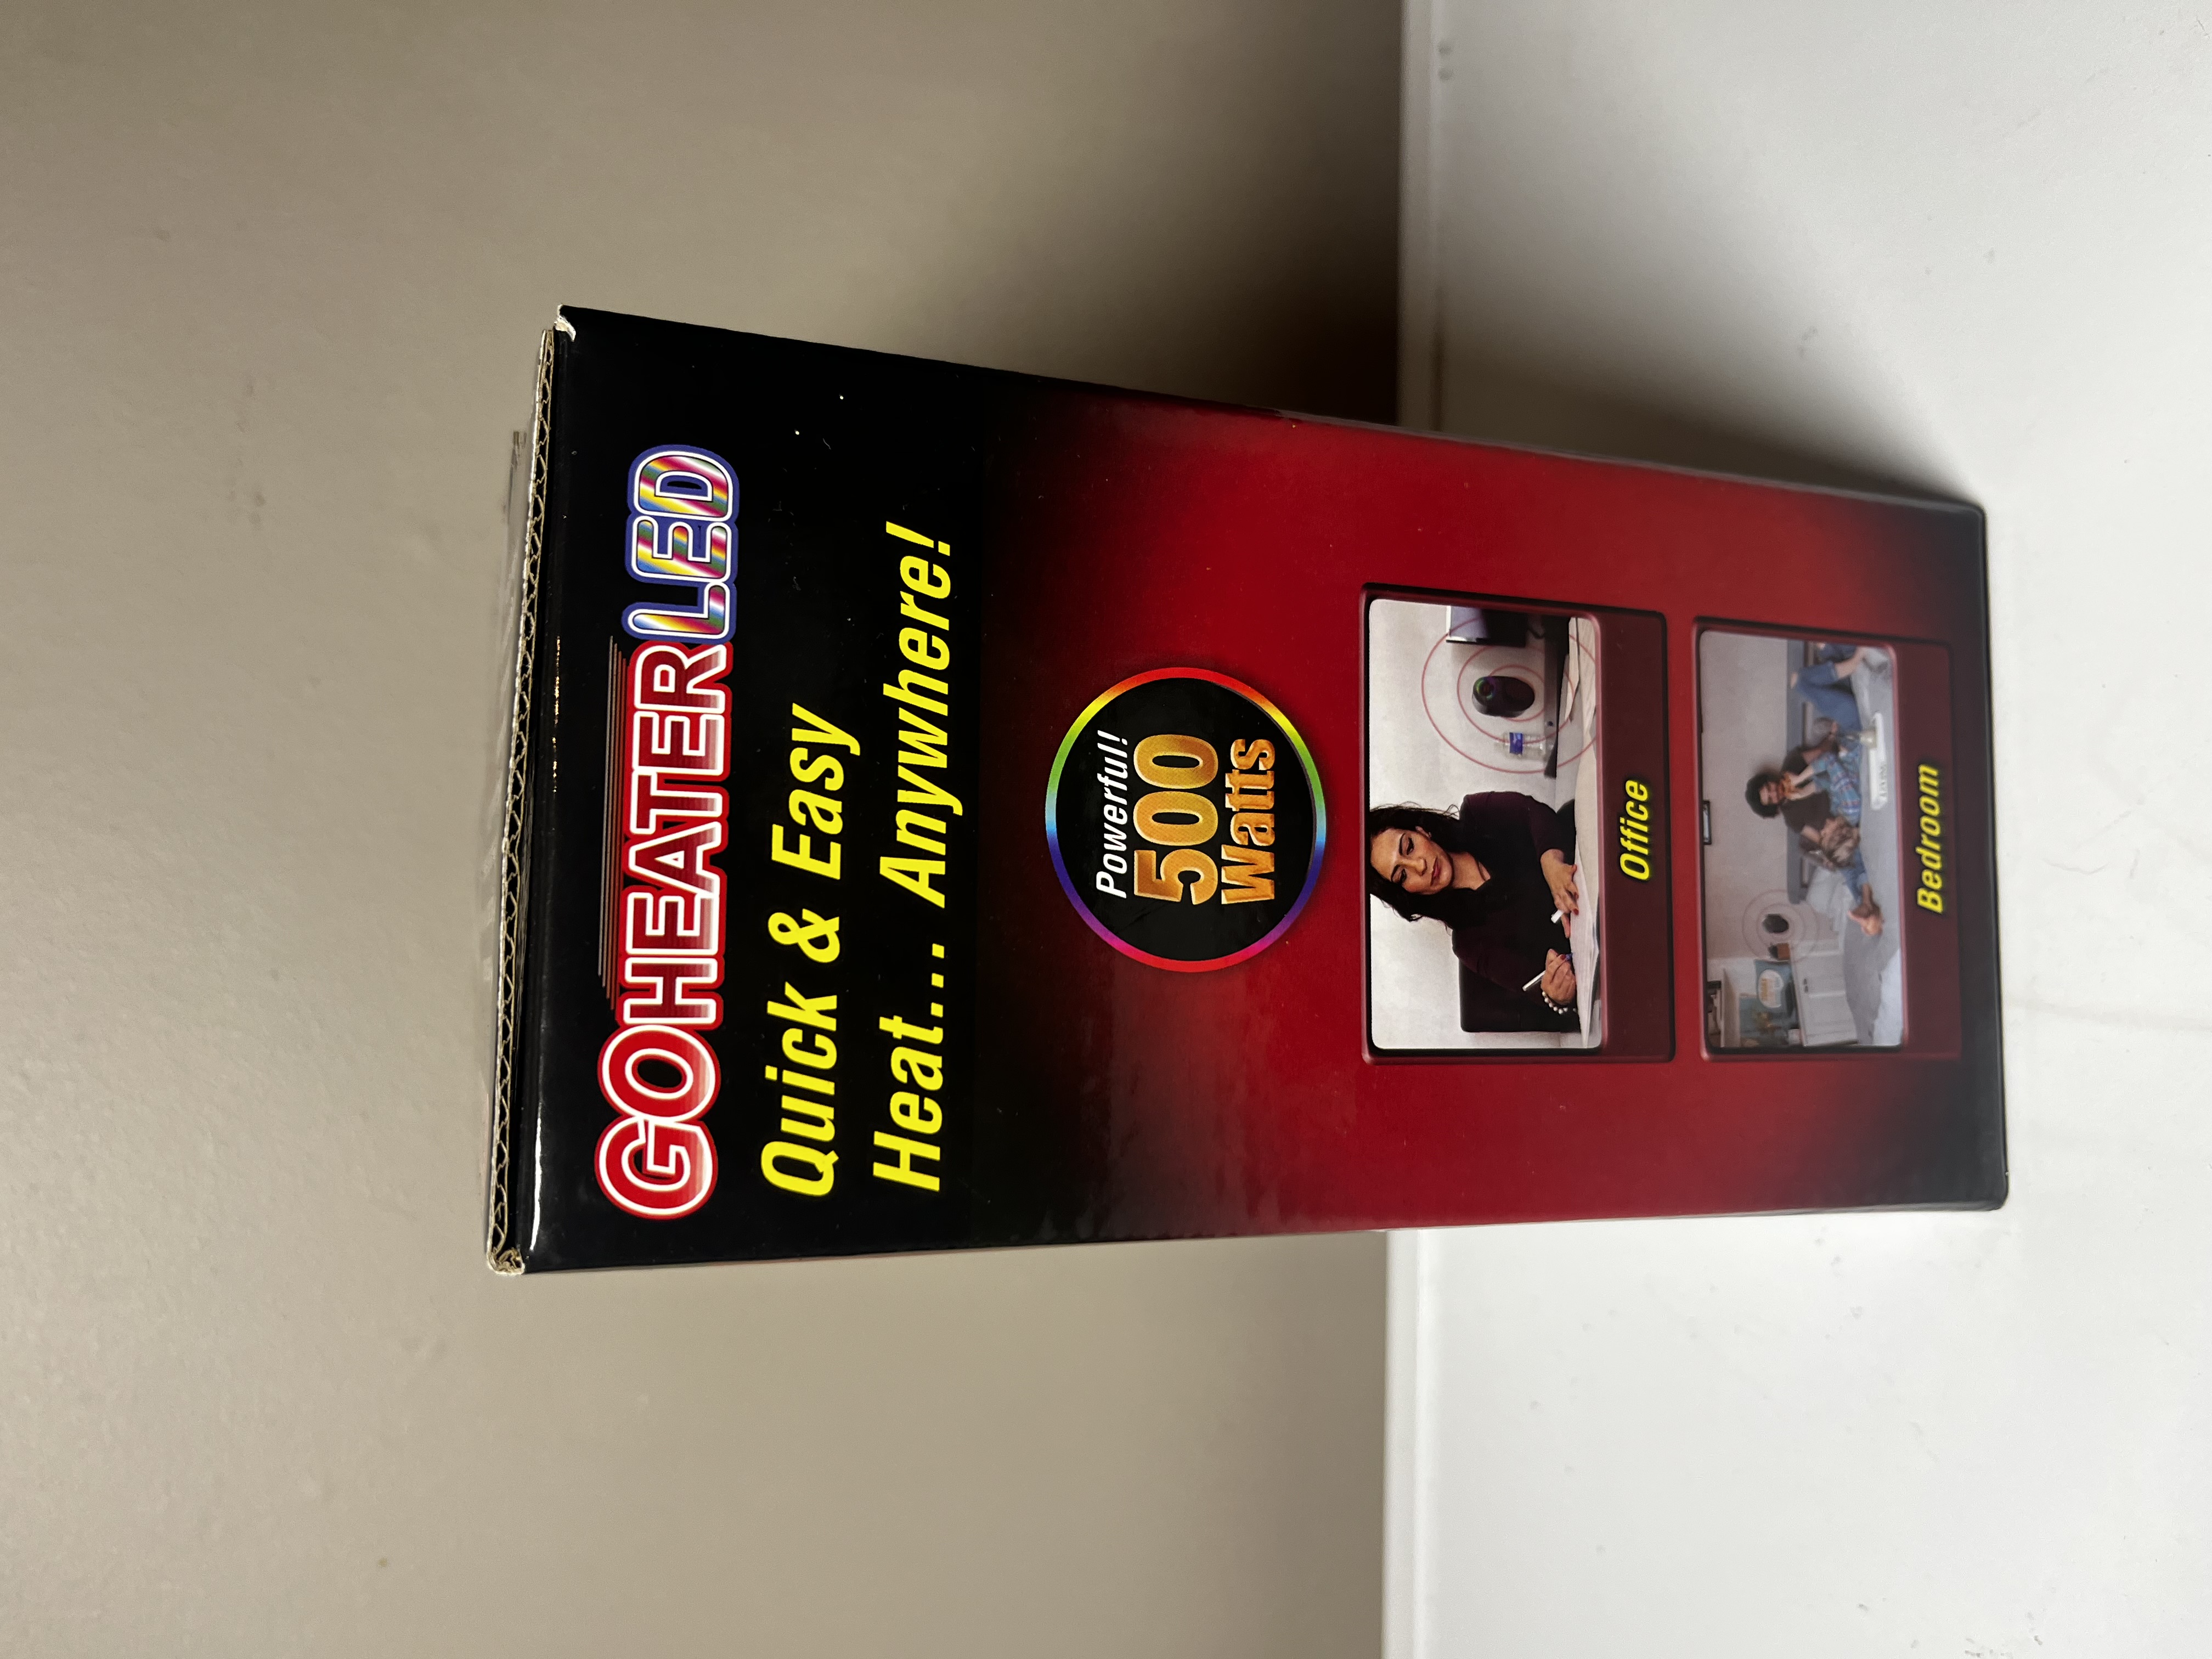 GOHEATERLED
Quick & Easy
Heat... Anywhere!
Powerful!
500
Watts
Office
Bedroom